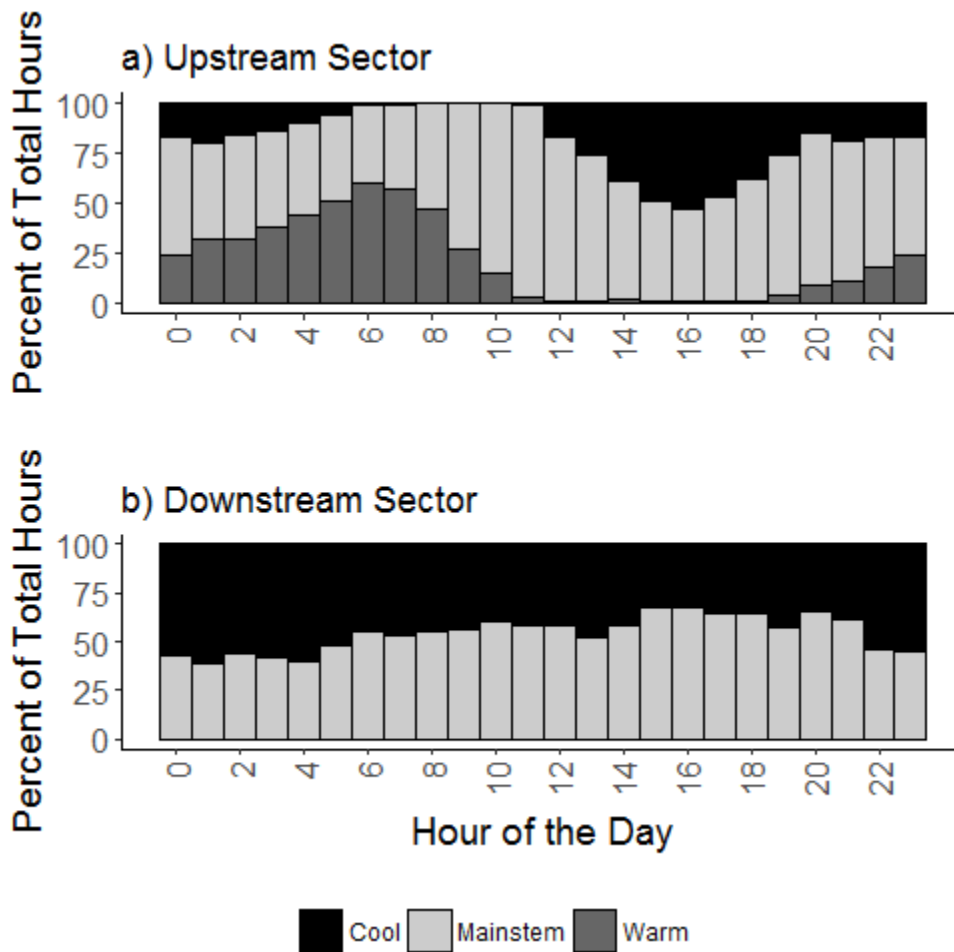 a) Upstream Sector
Percent of Total Hours
100
75
50
25
0
0 2 4 6 8 10 12 14 16 18 20 22
b) Downstream Sector
Percent of Total Hours
100
75
50
25
0
0 2 4 6 8 10 12 14 16 18 20 22
Hour of the Day
Cool Mainstem Warm